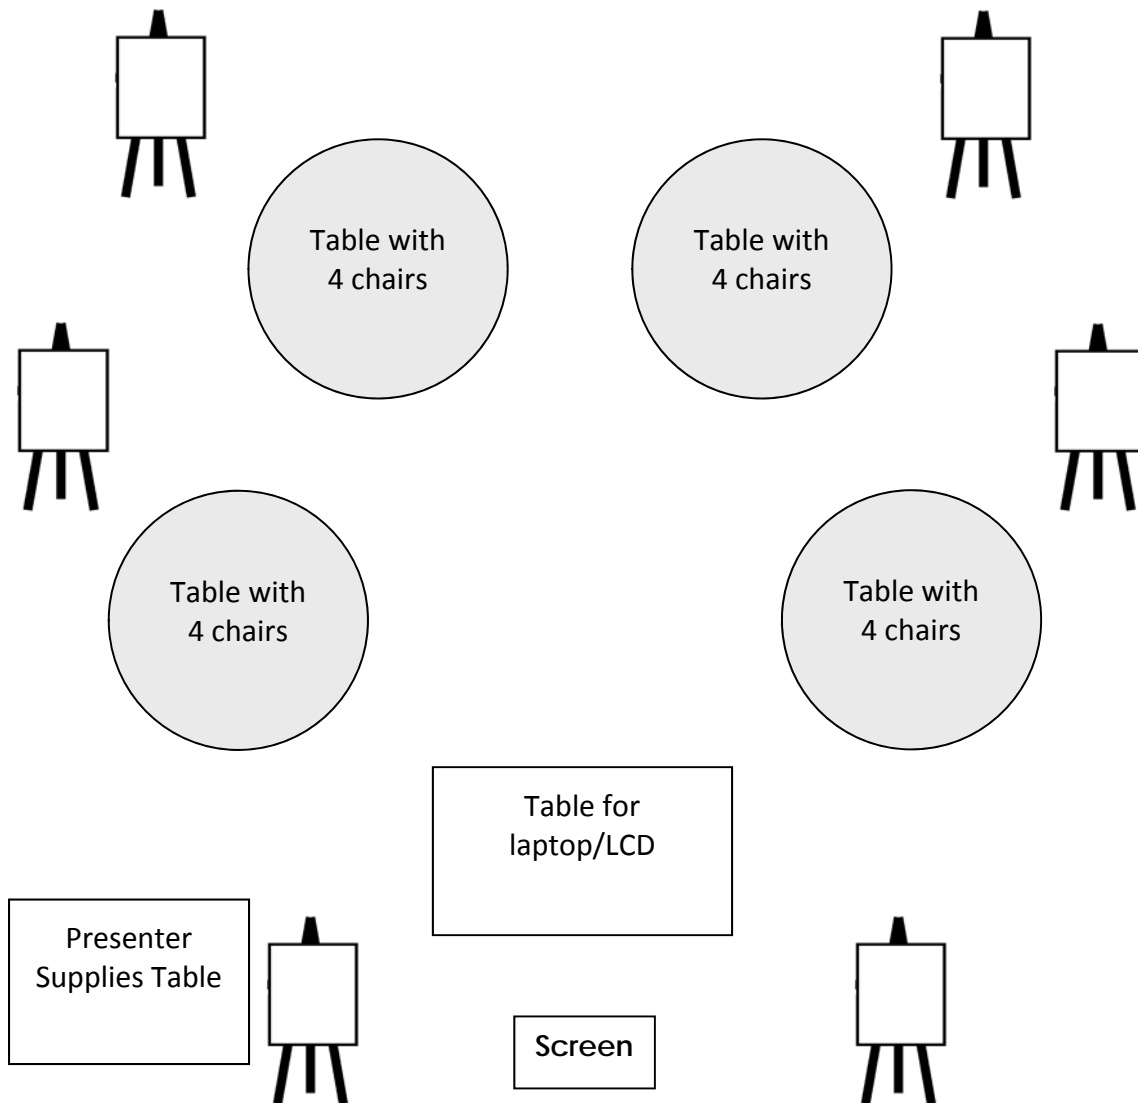 Table with
4 chairs
Table with
4 chairs
Table with
4 chairs
Table with
4 chairs
Table for
laptop/LCD
Presenter
Supplies Table
Screen